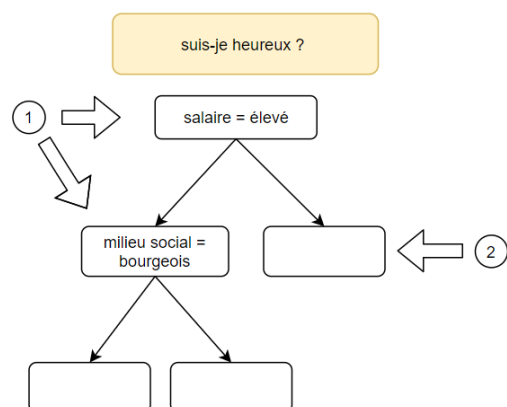 suis-je heureux ?
1
salaire = élevé
milieu social =
bourgeois
2